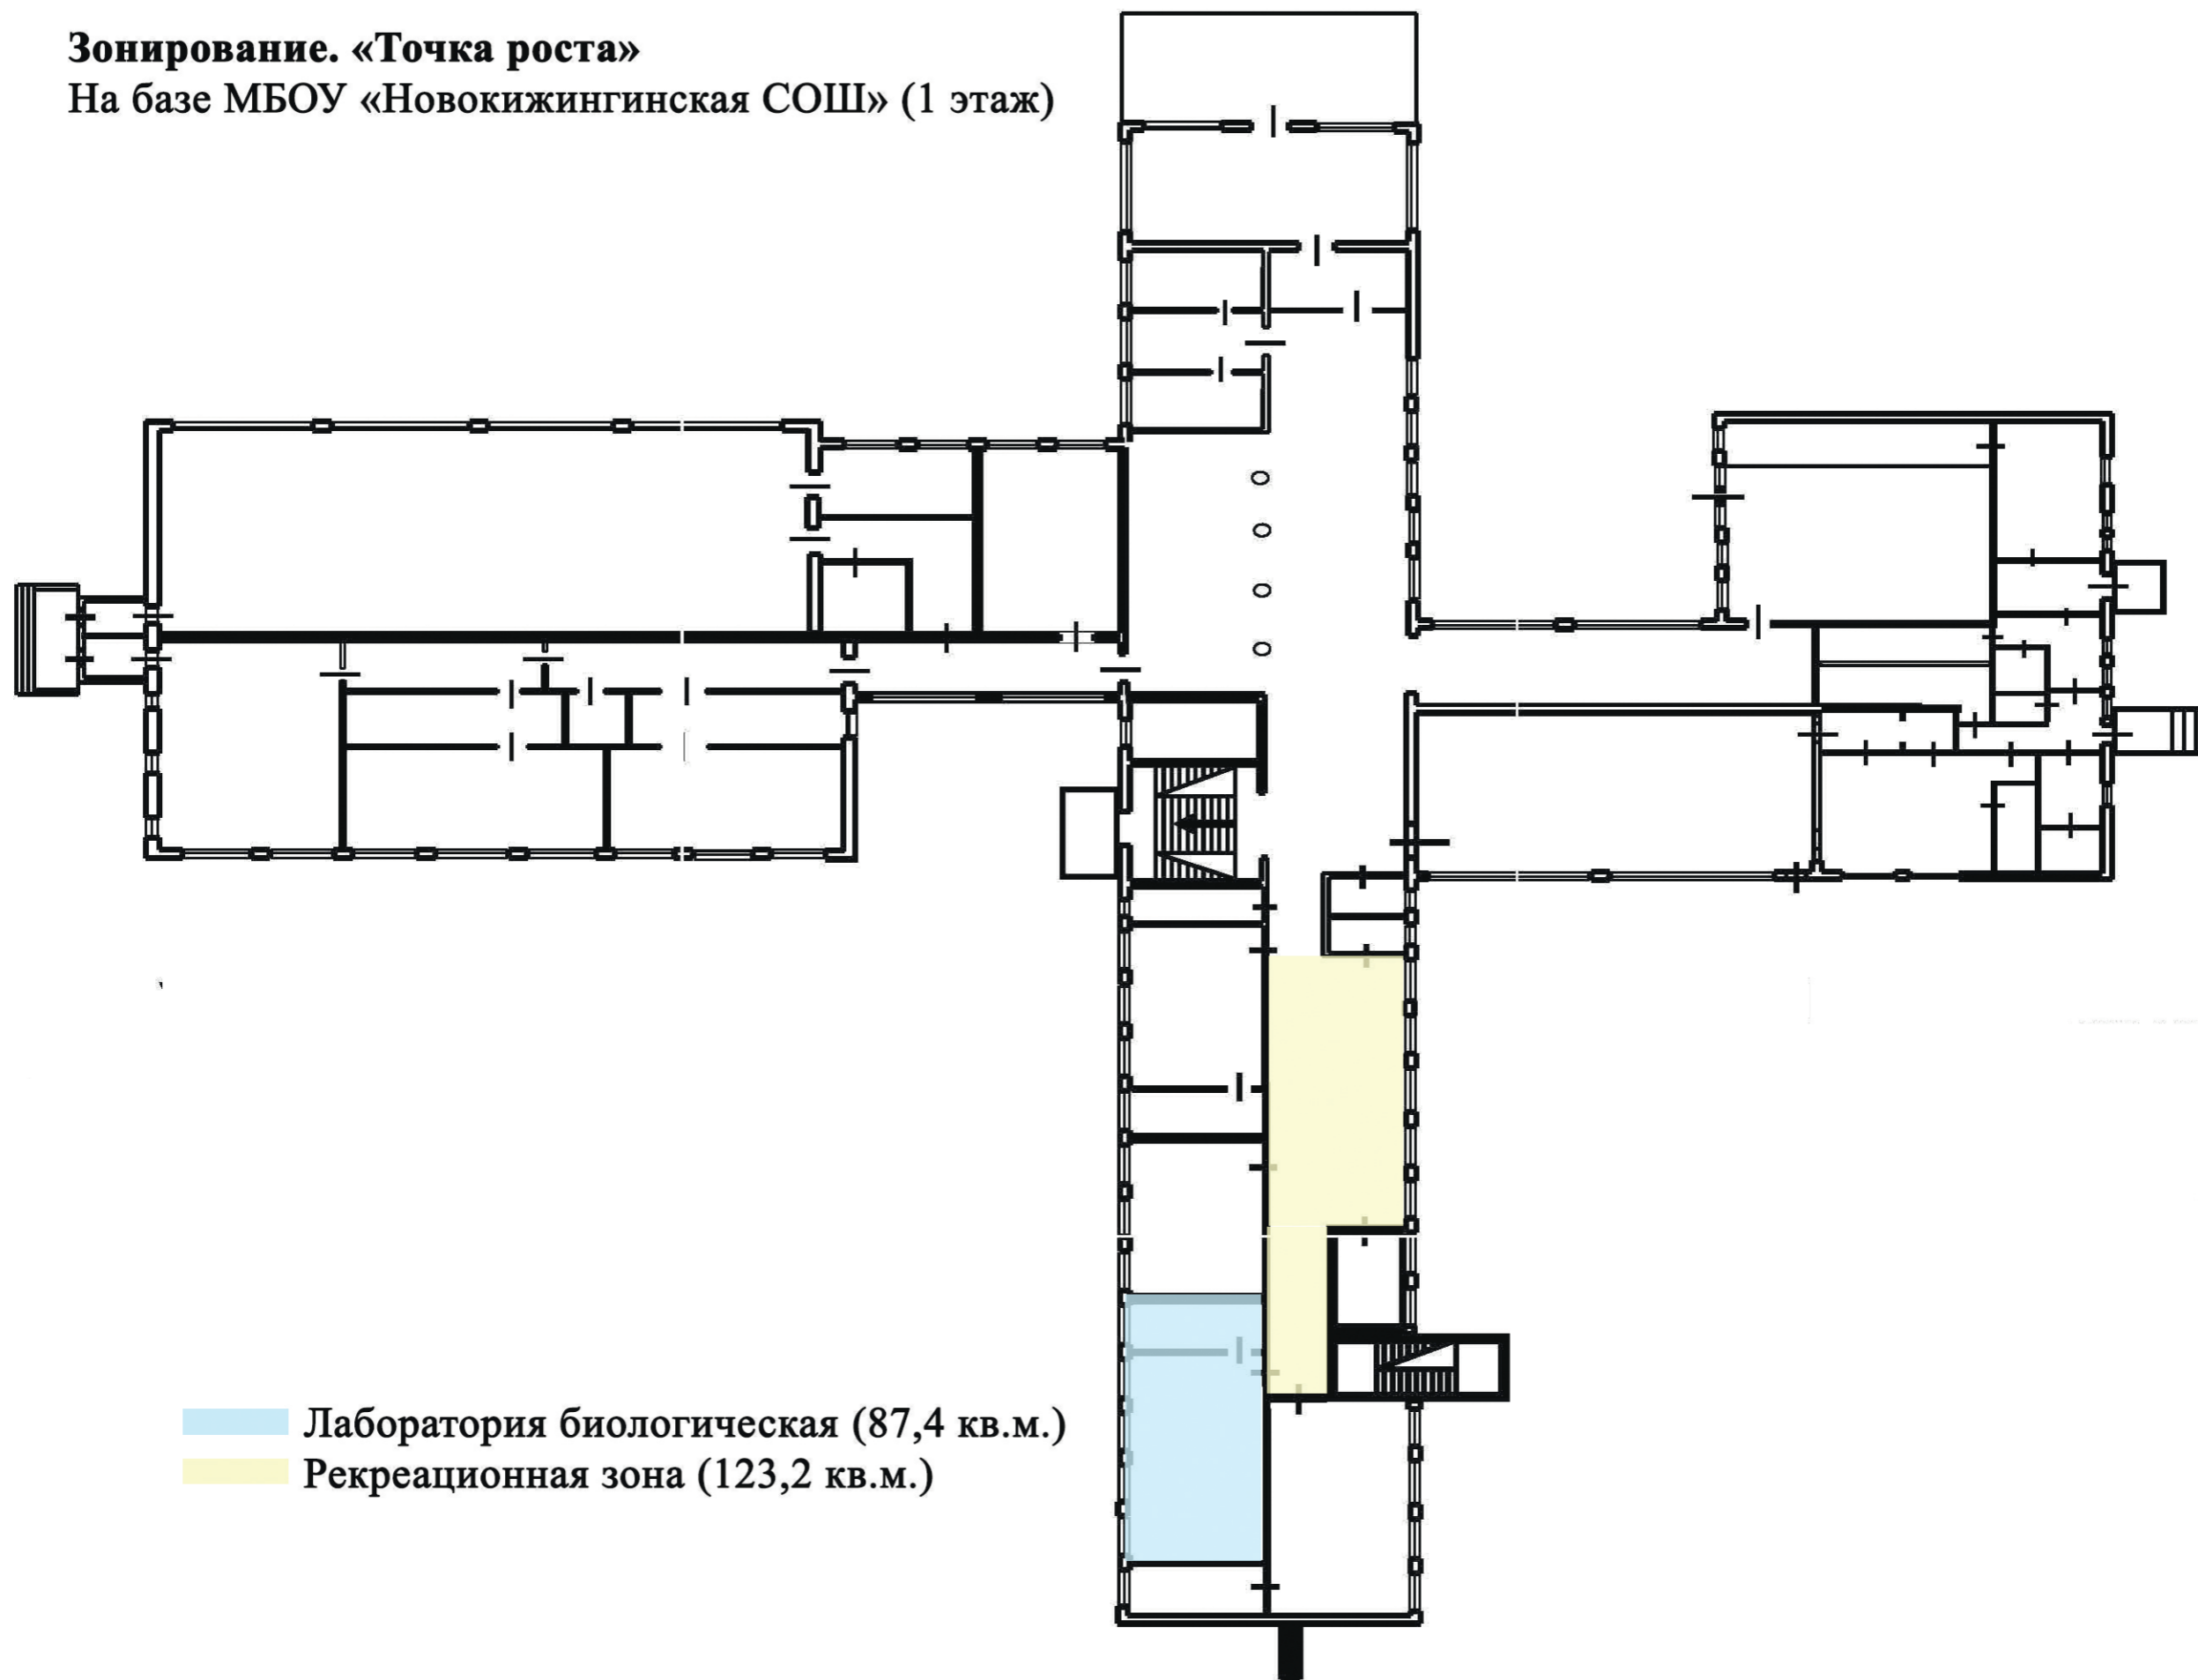 Зонирование. «Точка роста»
На базе МБОУ «Новокижингинская СОШ» (1 этаж)
Лаборатория биологическая (87,4 кв.м.)
Рекреационная зона (123,2 кв.м.)